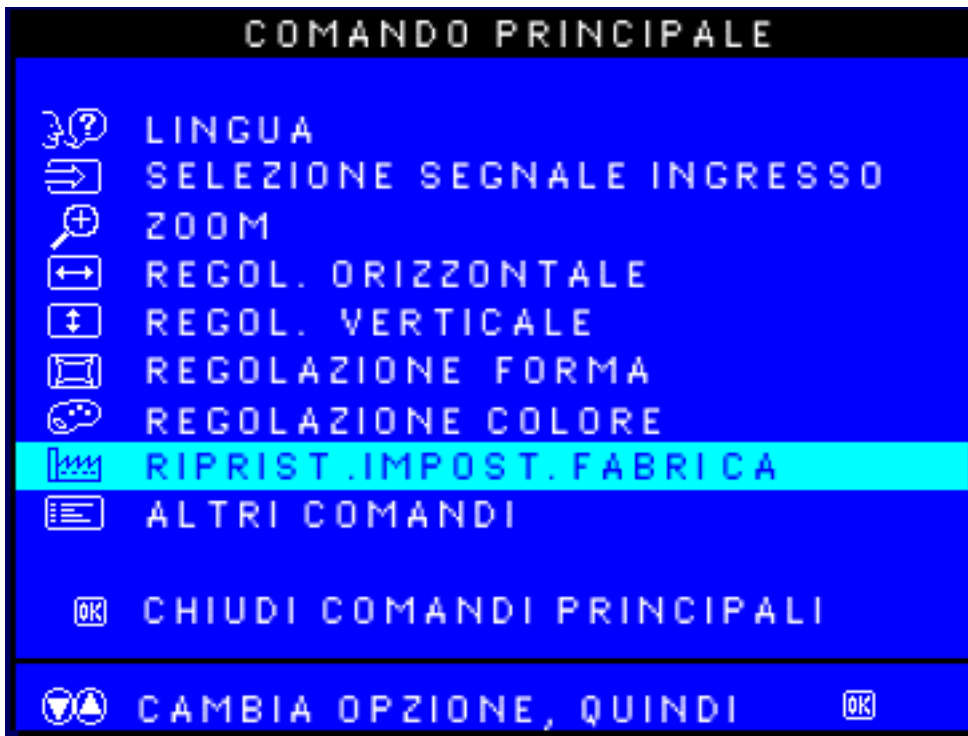 COMANDO PRINCIPALE
LINGUA
SELEZIONE SEGNALE INGRESSO
ZOOM
REGOL. ORIZZONTALE
REGOL. VERTICALE
REGOLAZIONE FORMA
REGOLAZIONE COLORE
RIPRIST.IMPOST.FABRICA
ALTRI COMANDI
OK CHIUDI COMANDI PRINCIPALI
CAMBIA OPZIONE, QUINDI OK